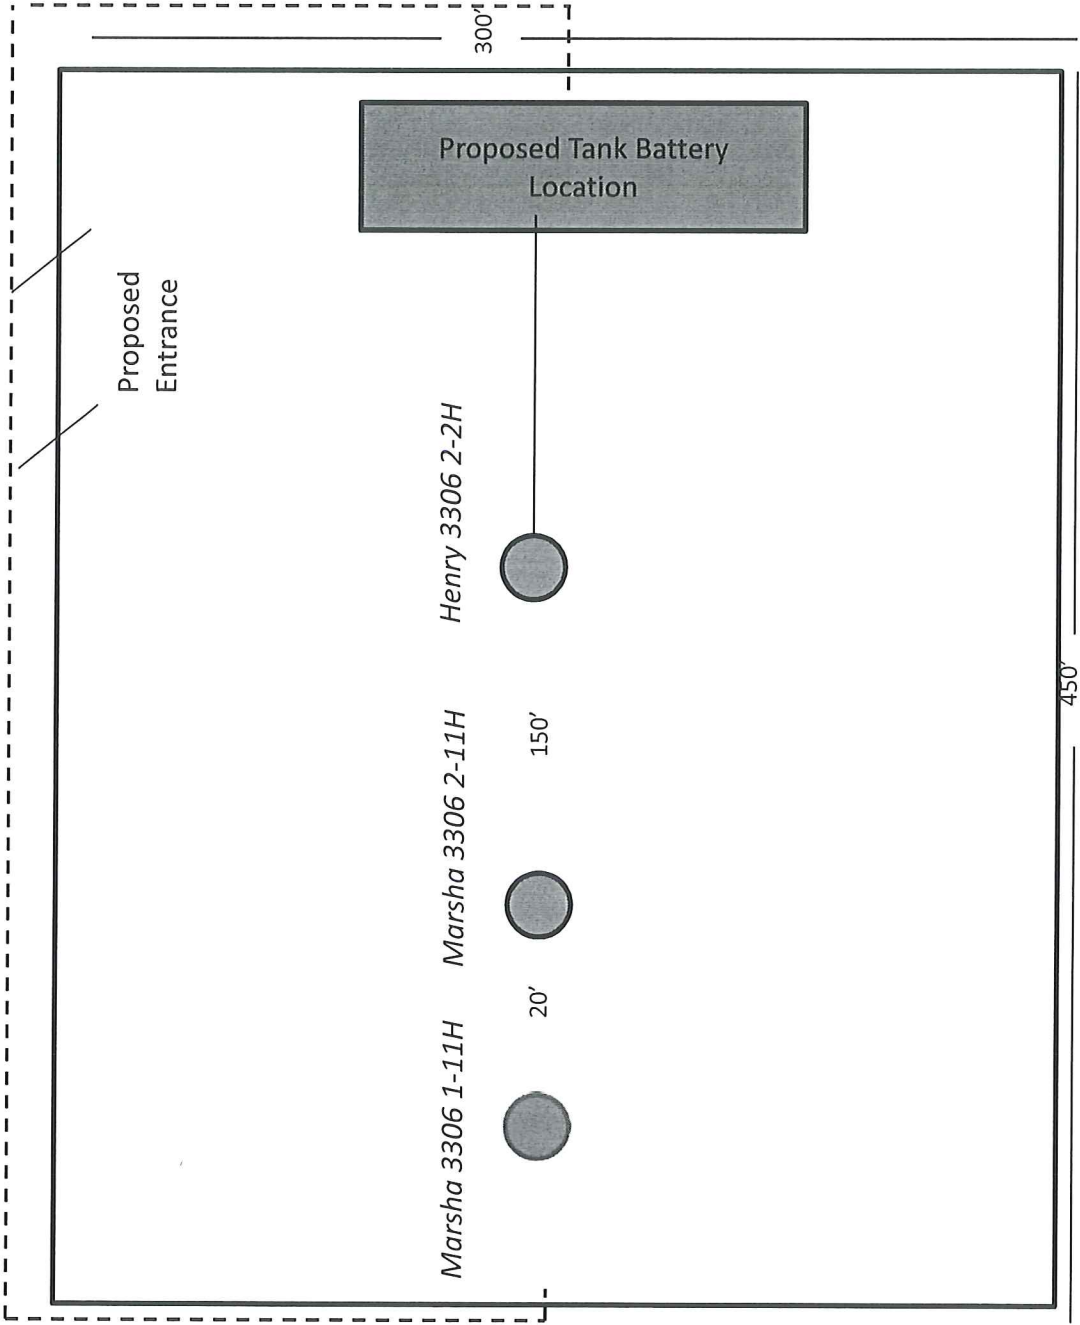 300’
Proposed Tank Battery
Location
Proposed
Entrance
Henry 3306 2-2H
150’
Marsha 3306 2-11H
20’
Marsha 3306 1-11H
450’